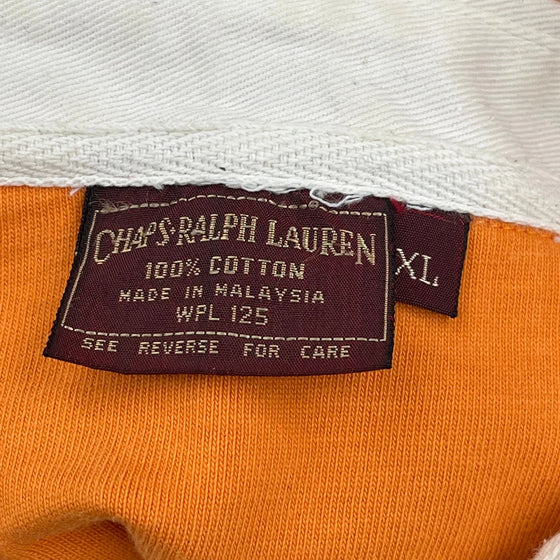 CHAPS·RALPH LAUREN
100% COTTON
MADE IN MALAYSIA
WPL 125
SEE REVERSE FOR CARE
XL